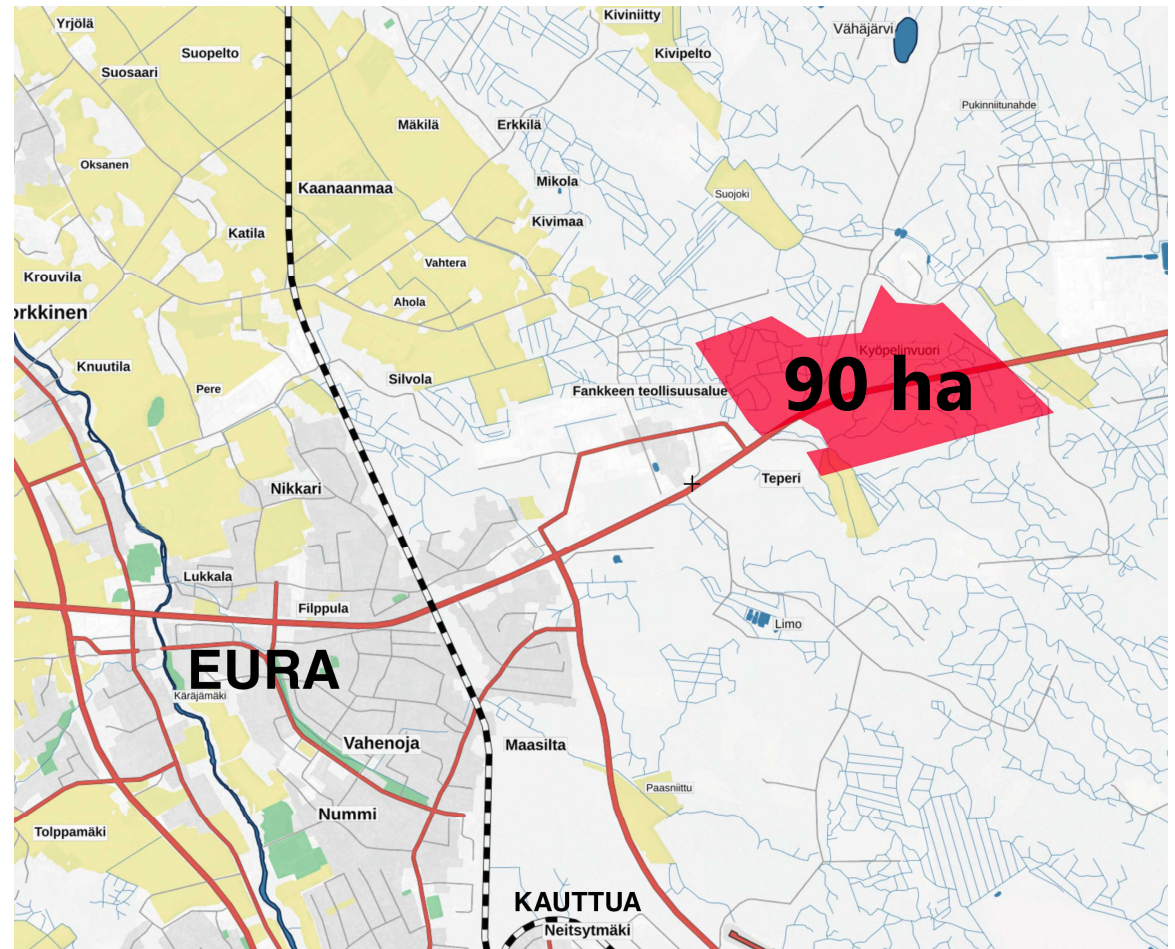 Yrjölä
Kiviniitty
Vähäjärvi
Suopelto
Kivipelto
Suosaari
Pukinniitunahde
Mäkilä
Erkkilä
Oksanen
Mikola
Kaanaanmaa
Suojoki
Kivimaa
Katila
Vahtera
Krouvila
Ahola
orkkinen
Kyöpelinvuori
Knuutila
Silvola
90 ha
Pere
Fankkeen teollisuusalue
Teperi
Nikkari
Lukkala
Filppula
Limo
EURA
Käräjämäki
Vahenoja
Maasilta
Paasniittu
Nummi
Tolppamäki
KAUTTUA
Neitsytmäki